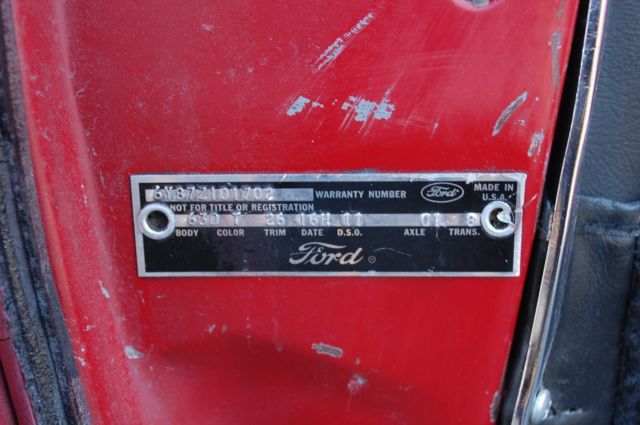 6Y87Z101702 WARRANTY NUMBER Ford MADE IN U.S.A.
NOT FOR TITLE OR REGISTRATION
63D T 26 16H 11 01 8
BODY COLOR TRIM DATE D.S.O. AXLE TRANS.
Ford